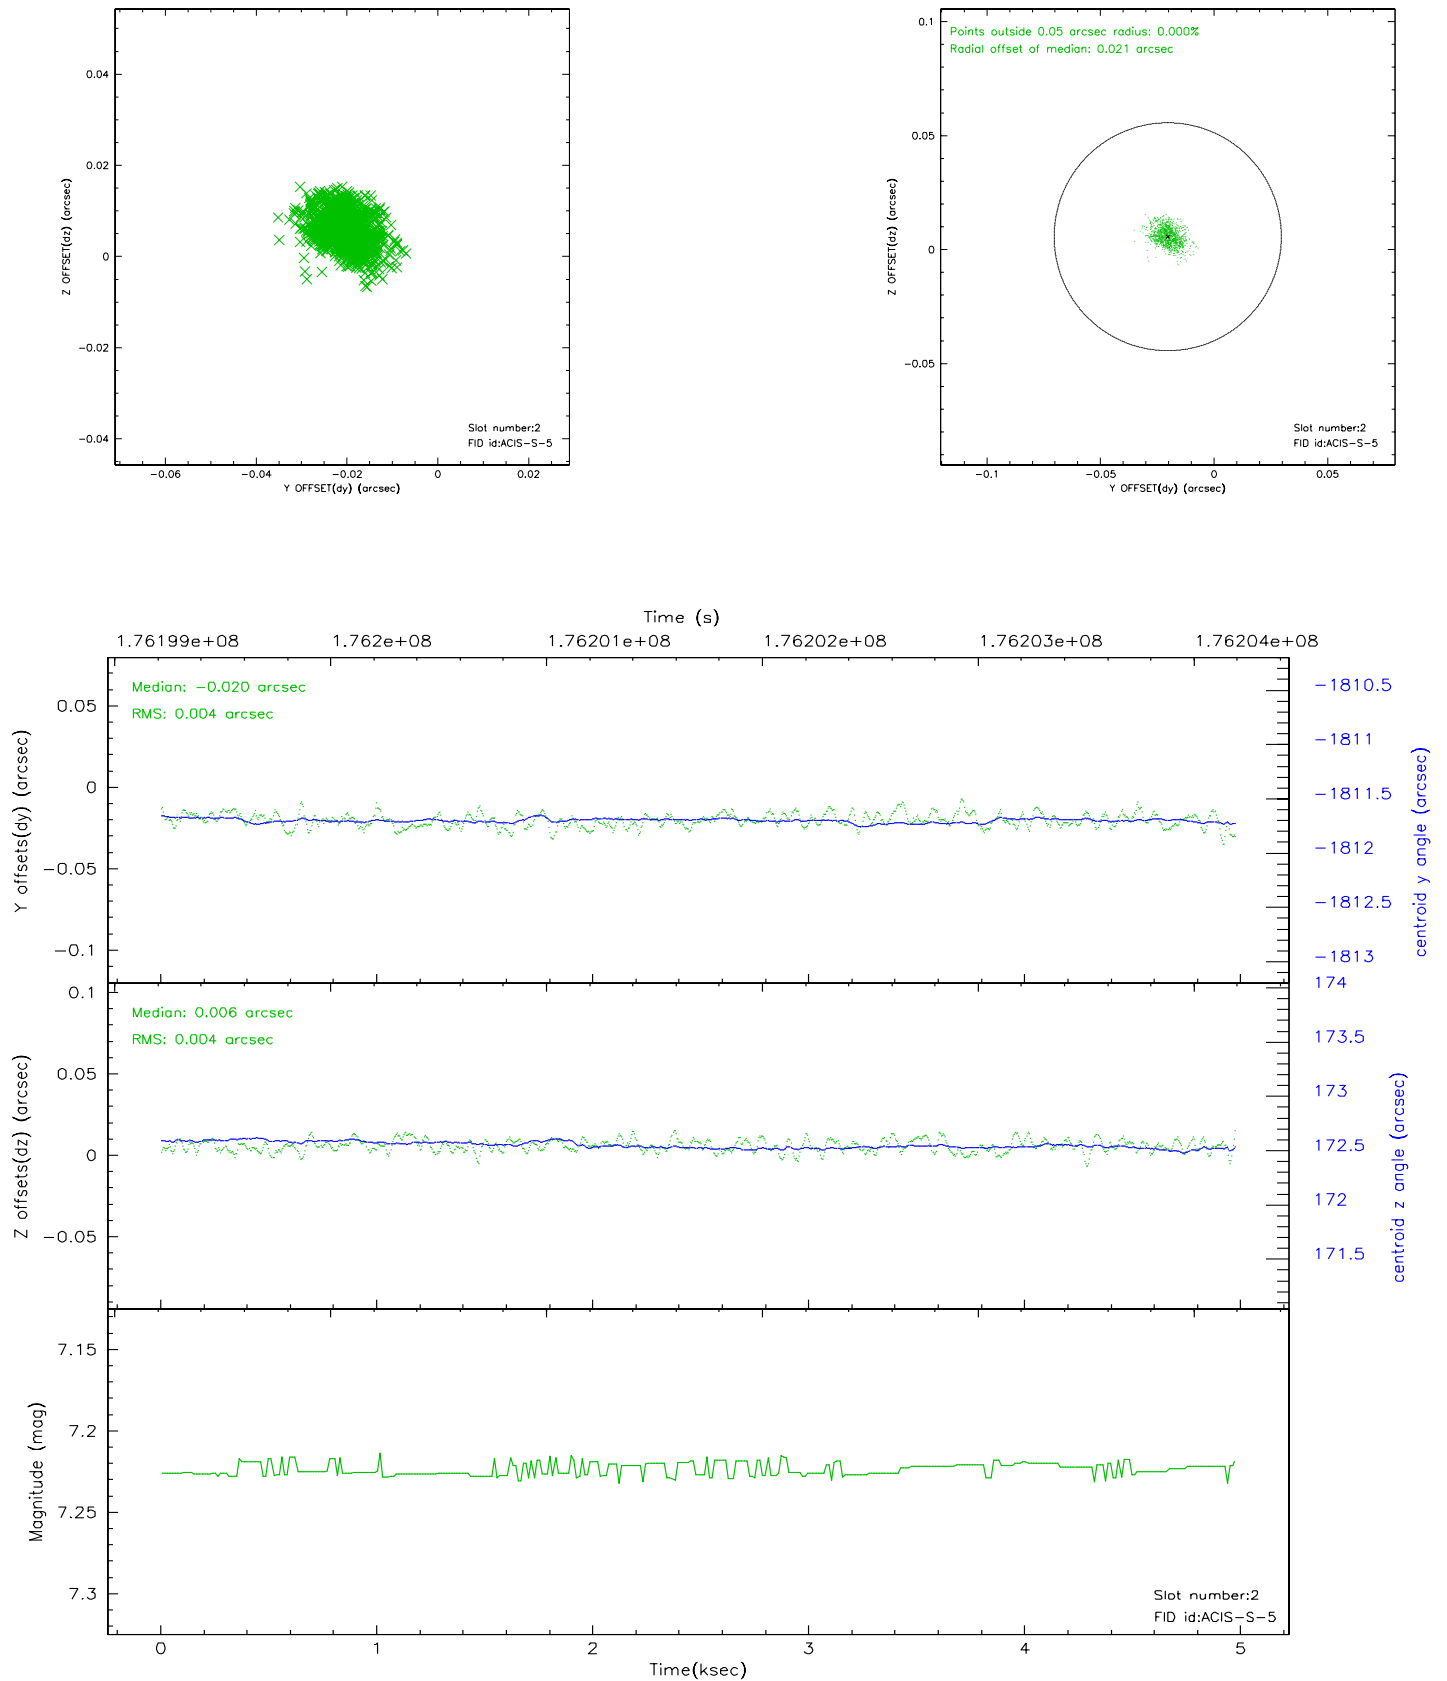 0.04
0.02
0
−0.02
−0.04
Z OFFSET(dz) (arcsec)
Slot number:2
FID id:ACIS−S−5
−0.06
−0.04
−0.02
0
0.02
Y OFFSET(dy) (arcsec)
Points outside 0.05 arcsec radius: 0.000%
Radial offset of median: 0.021 arcsec
0.1
0.05
0
−0.05
Z OFFSET(dz) (arcsec)
Slot number:2
FID id:ACIS−S−5
−0.1
−0.05
0
0.05
Y OFFSET(dy) (arcsec)
Time (s)
1.76199e+08
1.762e+08
1.76201e+08
1.76202e+08
1.76203e+08
1.76204e+08
Median: −0.020 arcsec
RMS: 0.004 arcsec
0.05
0
−0.05
−0.1
Y offsets(dy) (arcsec)
−1810.5
−1811
−1811.5
−1812
−1812.5
−1813
centroid y angle (arcsec)
Median: 0.006 arcsec
RMS: 0.004 arcsec
0.1
0.05
0
−0.05
Z offsets(dz) (arcsec)
174
173.5
173
172.5
172
171.5
centroid z angle (arcsec)
7.15
7.2
7.25
7.3
Magnitude (mag)
Slot number:2
FID id:ACIS−S−5
0
1
2
3
4
5
Time(ksec)